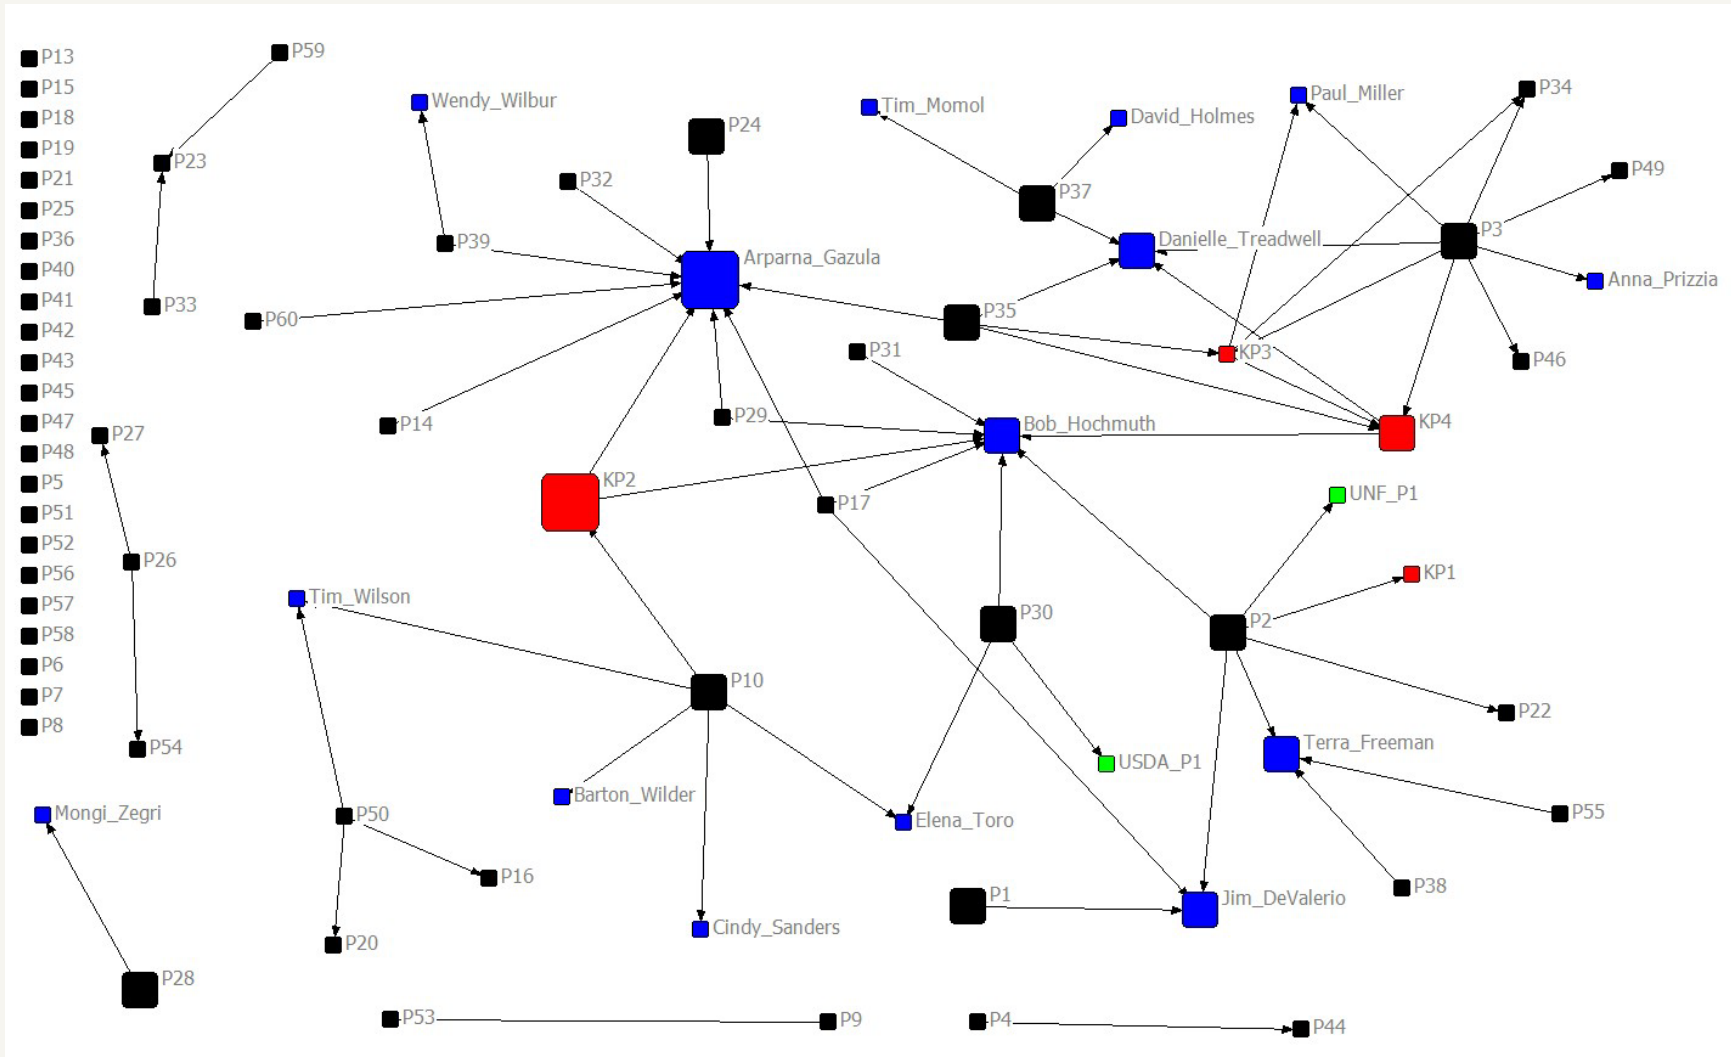 P13
P15
P18
P19
P21
P25
P36
P40
P41
P42
P43
P45
P47
P48
P5
P51
P52
P56
P57
P58
P6
P7
P8
P59
P23
P33
P27
P26
P54
Mongi_Zegri
P28
Wendy_Wilbur
P39
P60
P32
P24
Arparna_Gazula
P14
P29
KP2
P17
P31
P35
Tim_Momol
David_Holmes
P37
Danielle_Treadwell
Paul_Miller
P34
P49
P3
Anna_Prizzia
KP3
P46
KP4
Bob_Hochmuth
UNF_P1
KP1
P2
P30
P22
Terra_Freeman
USDA_P1
P55
P38
Jim_DeValerio
P1
Elena_Toro
Tim_Wilson
P10
Barton_Wilder
Cindy_Sanders
P50
P16
P20
P53
P9
P4
P44